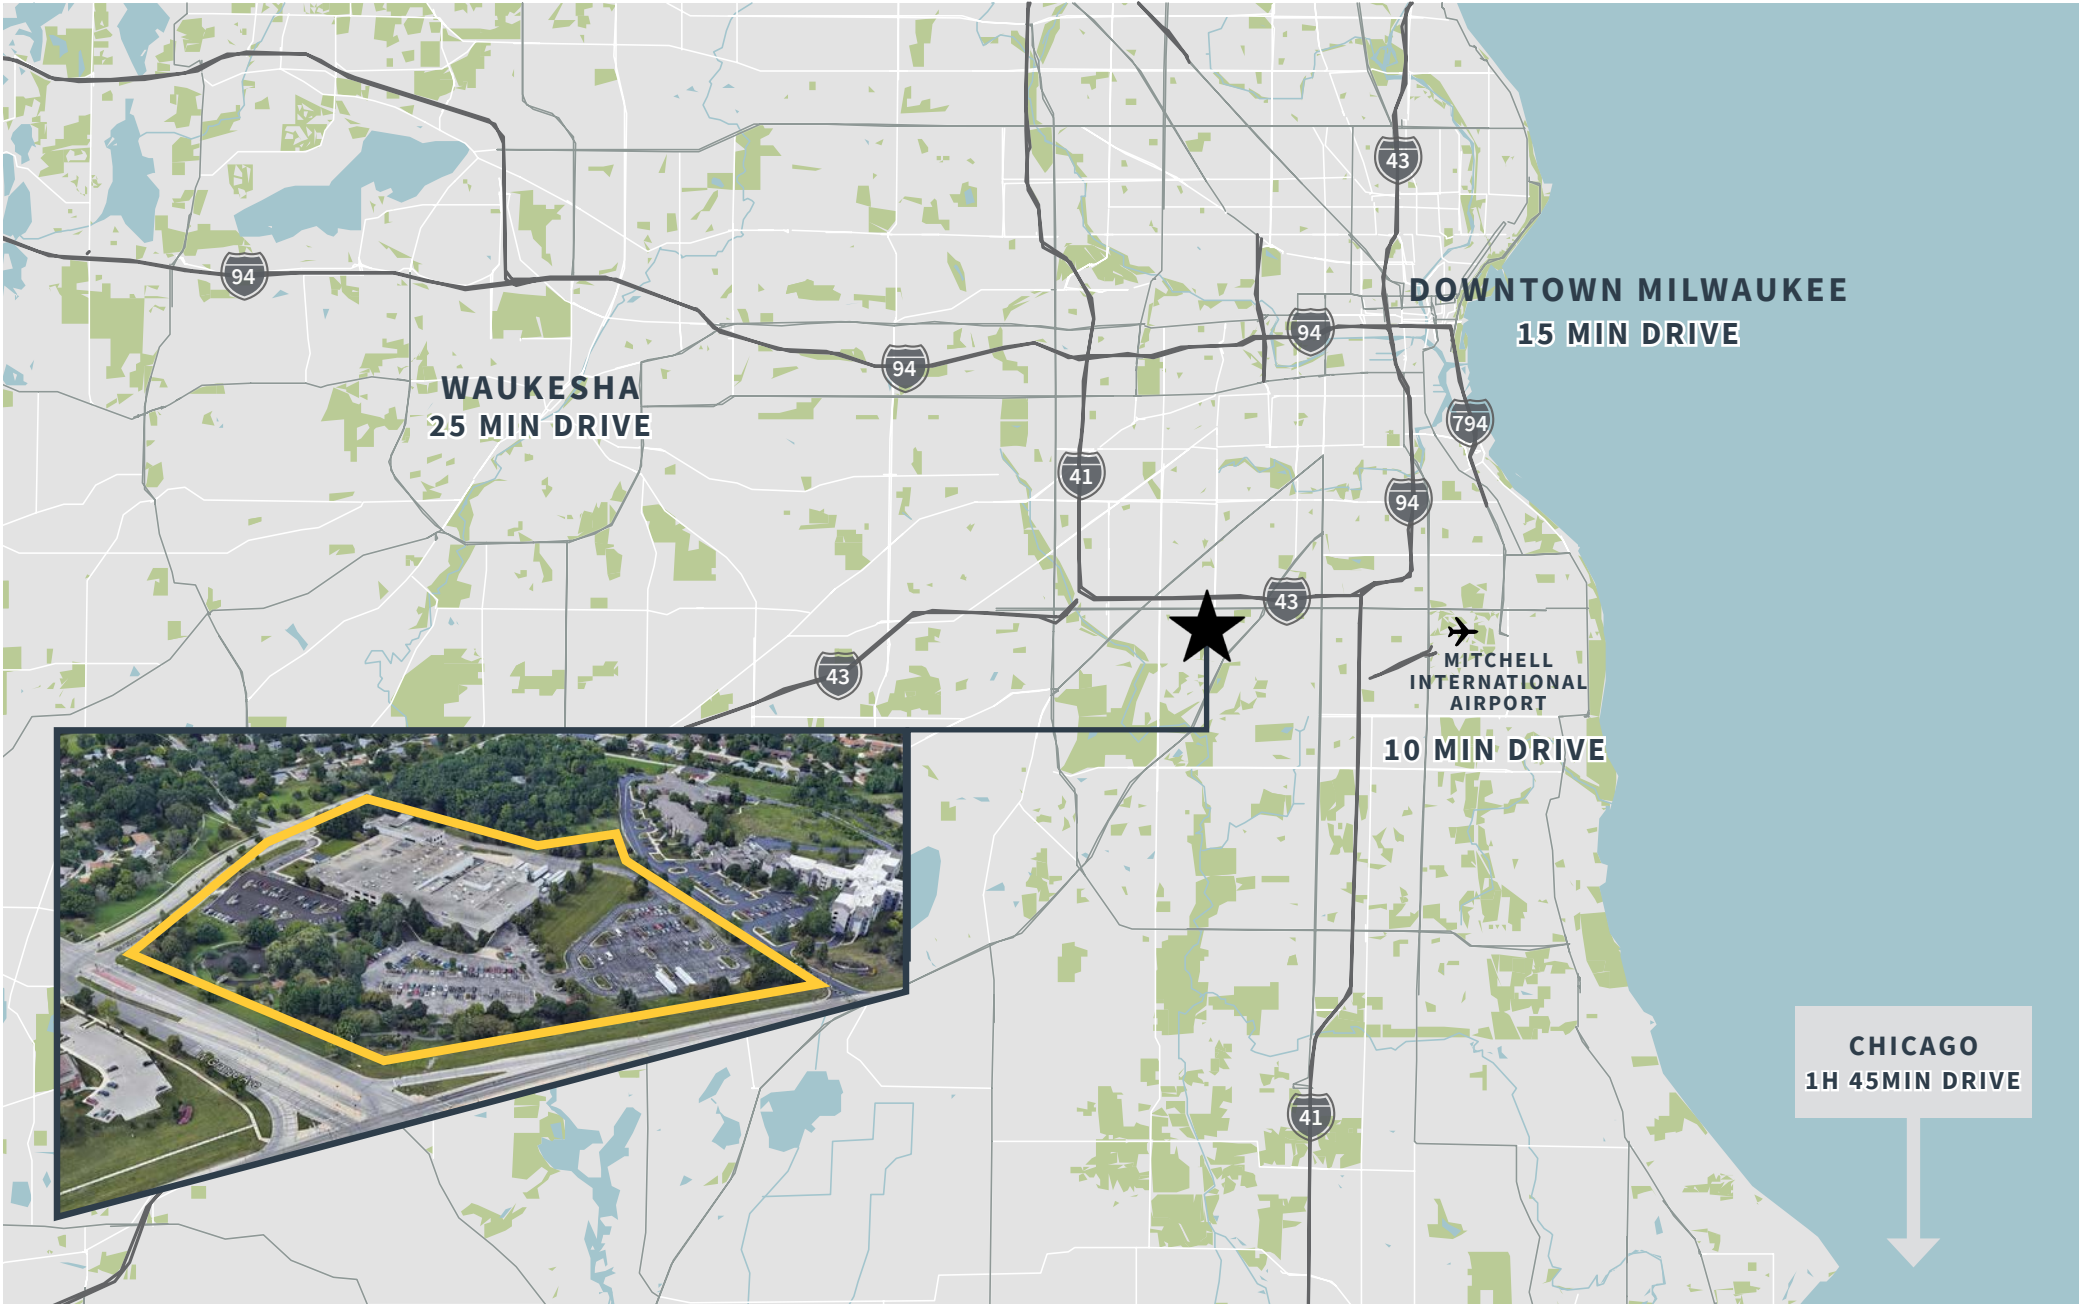 43
94
DOWNTOWN MILWAUKEE
15 MIN DRIVE
94
94
WAUKESHA
25 MIN DRIVE
794
41
94
43
43
MITCHELL
INTERNATIONAL
AIRPORT
10 MIN DRIVE
CHICAGO
1H 45MIN DRIVE
41